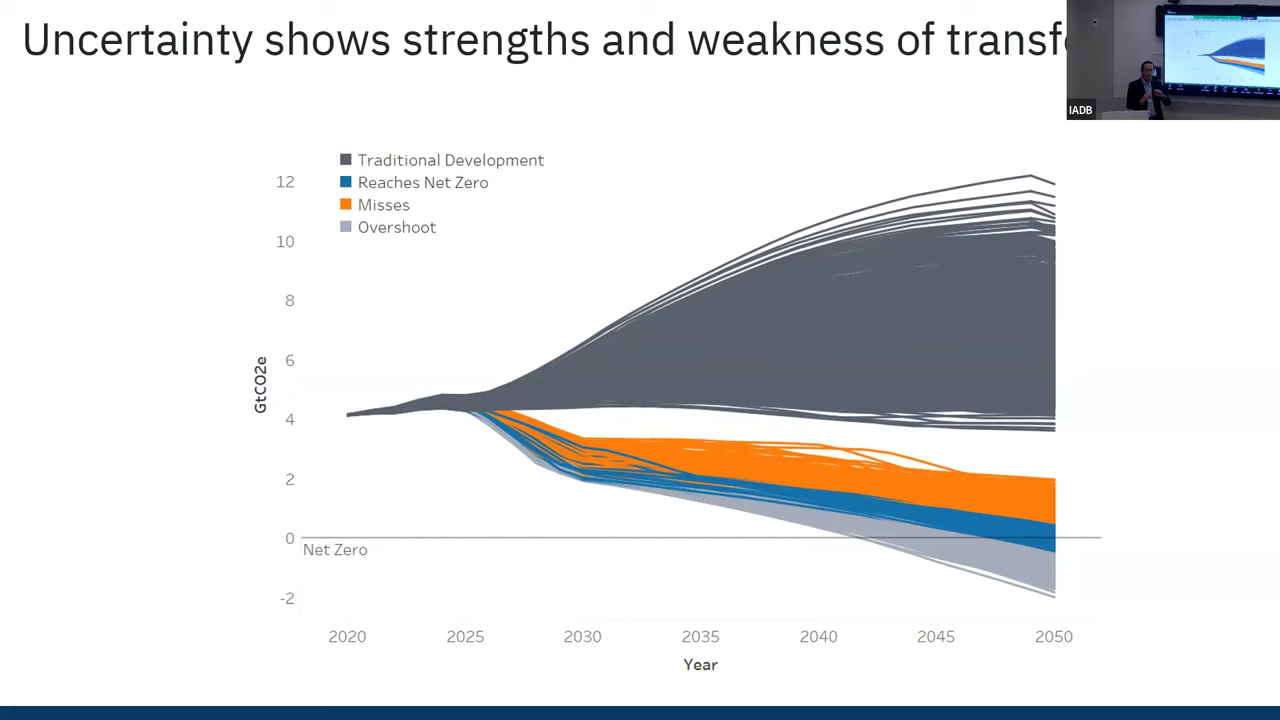 Uncertainty shows strengths and weakness of transf
IADB
Traditional Development
Reaches Net Zero
Misses
Overshoot
12
10
8
6
4
2
0
-2
GtCO2e
Net Zero
2020 2025 2030 2035 2040 2045 2050
Year